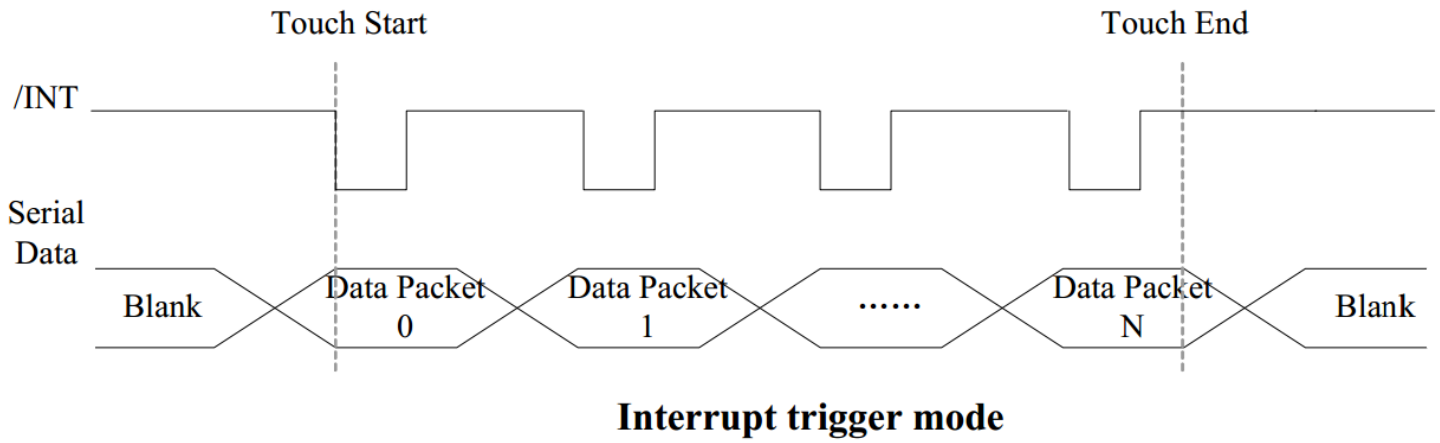 Touch Start
Touch End
/INT
Serial
Data
Blank
Data Packet
0
Data Packet
1
......
Data Packet
N
Blank
Interrupt trigger mode